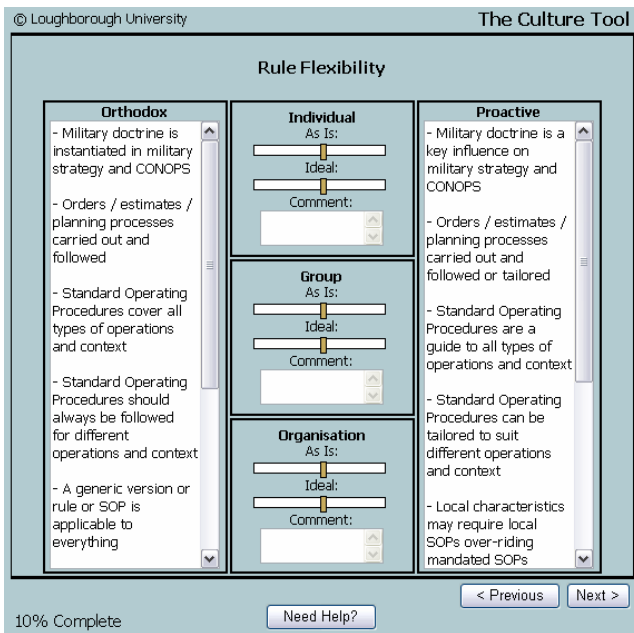 © Loughborough University
The Culture Tool
Rule Flexibility
Orthodox
- Military doctrine is
instantiated in military
strategy and CONOPS
- Orders / estimates /
planning processes
carried out and
followed
- Standard Operating
Procedures cover all
types of operations
and context
- Standard Operating
Procedures should
always be followed
for different
operations and context
- A generic version or
rule or SOP is
applicable to
everything
Individual
As Is:
Ideal:
Comment:
Group
As Is:
Ideal:
Comment:
Organisation
As Is:
Ideal:
Comment:
Proactive
- Military doctrine is a
key influence on
military strategy and
CONOPS
- Orders / estimates /
planning processes
carried out and
followed or tailored
- Standard Operating
Procedures are a
guide to all types of
operations and context
- Standard Operating
Procedures can be
tailored to suit
different operations
and context
- Local characteristics
may require local
SOPs over-riding
mandated SOPs
< Previous
Next >
10% Complete
Need Help?